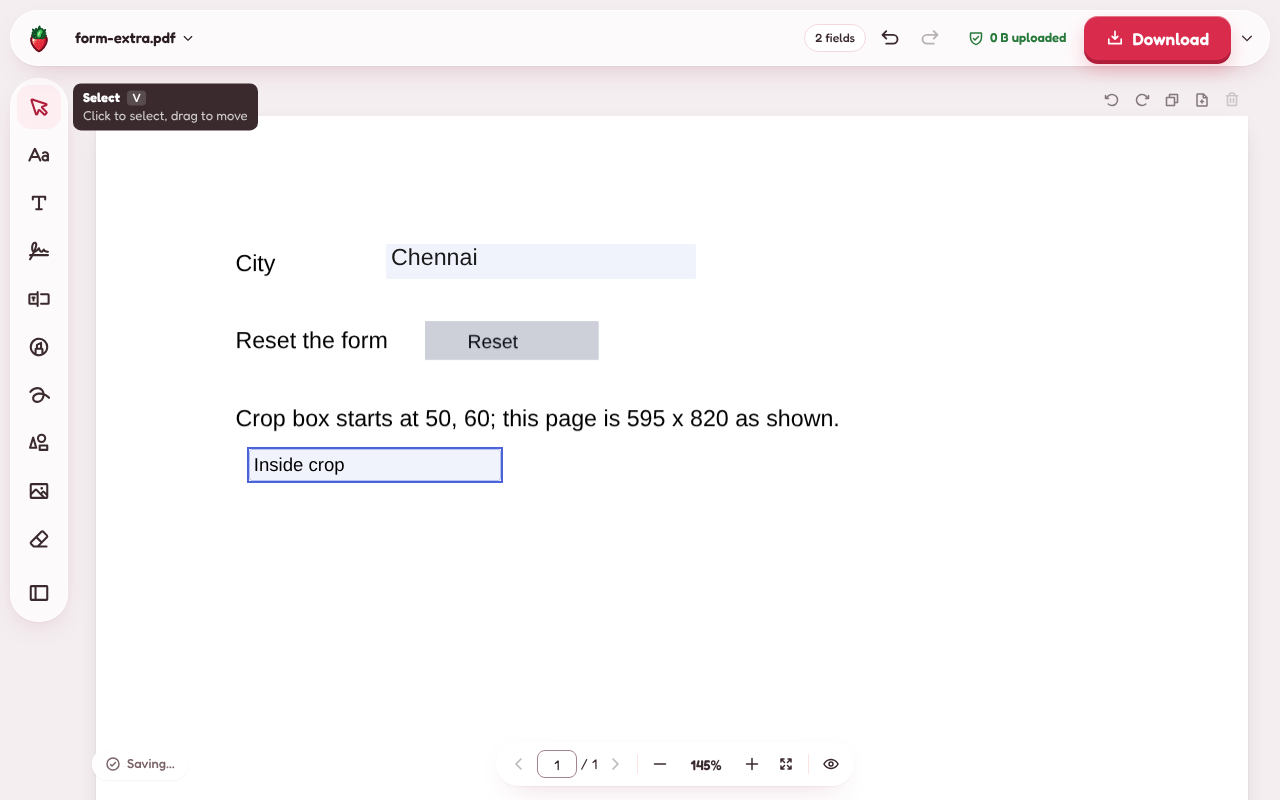 form-extra.pdf
2 fields
0 B uploaded
Download
Select V
Click to select, drag to move
Aa
T
City
Chennai
Reset the form
Reset
Crop box starts at 50, 60; this page is 595 x 820 as shown.
Inside crop
Saving...
1 / 1
145%